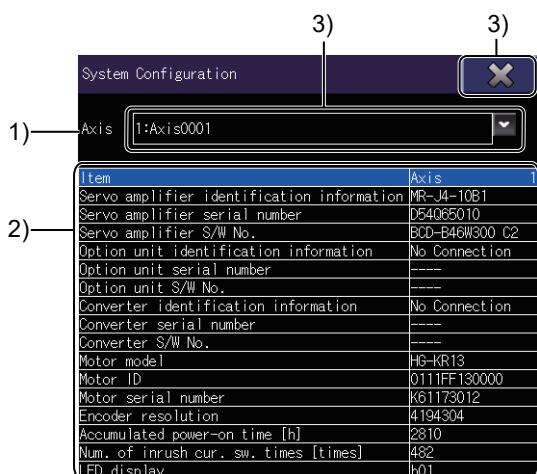 3) 3)
System Configuration
1) Axis 1:Axis0001
2)
Item Axis 1
Servo amplifier identification information MR-J4-10B1
Servo amplifier serial number D54Q65010
Servo amplifier S/W No. BCD-B46W300 C2
Option unit identification information No Connection
Option unit serial number ----
Option unit S/W No. ----
Converter identification information No Connection
Converter serial number ----
Converter S/W No. ----
Motor model HG-KR13
Motor ID 0111FF130000
Motor serial number K61173012
Encoder resolution 4194304
Accumulated power-on time [h] 2810
Num. of inrush cur. sw. times [times] 482
LED display b01